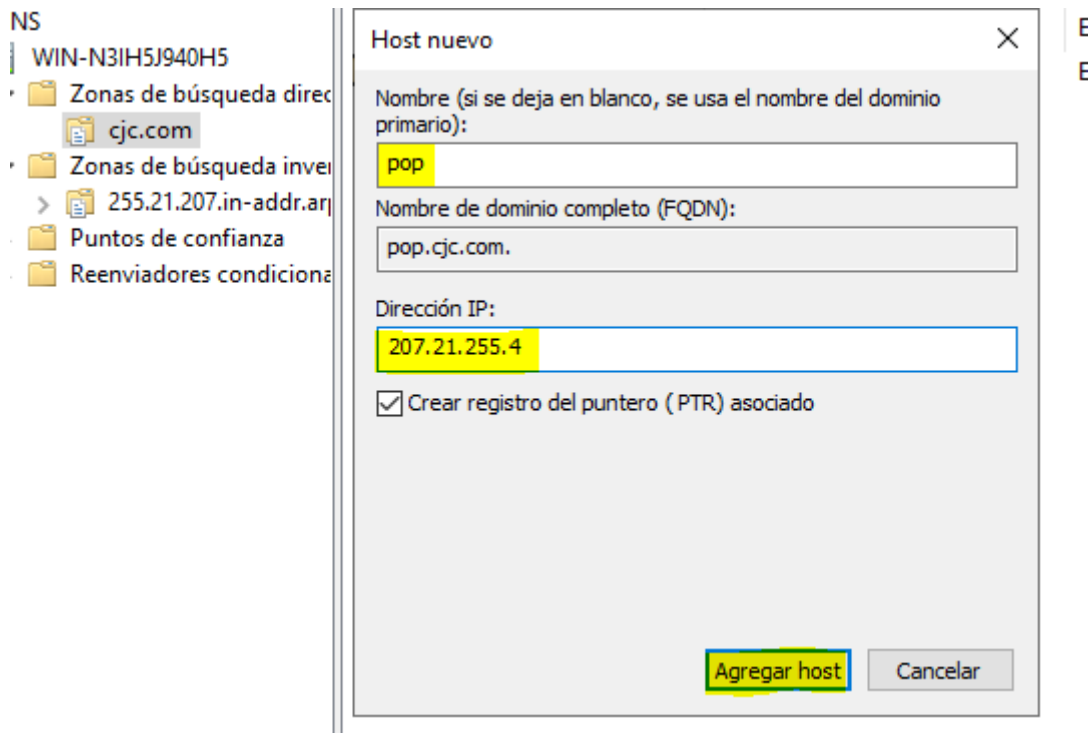 NS
WIN-N3IH5J940H5
Zonas de búsqueda direc
cjc.com
Zonas de búsqueda inver
255.21.207.in-addr.arp
Puntos de confianza
Reenviadores condiciona
Host nuevo
Nombre (si se deja en blanco, se usa el nombre del dominio
primario):
pop
Nombre de dominio completo (FQDN):
pop.cjc.com.
Dirección IP:
207.21.255.4
Crear registro del puntero (PTR) asociado
Agregar host
Cancelar
E
E